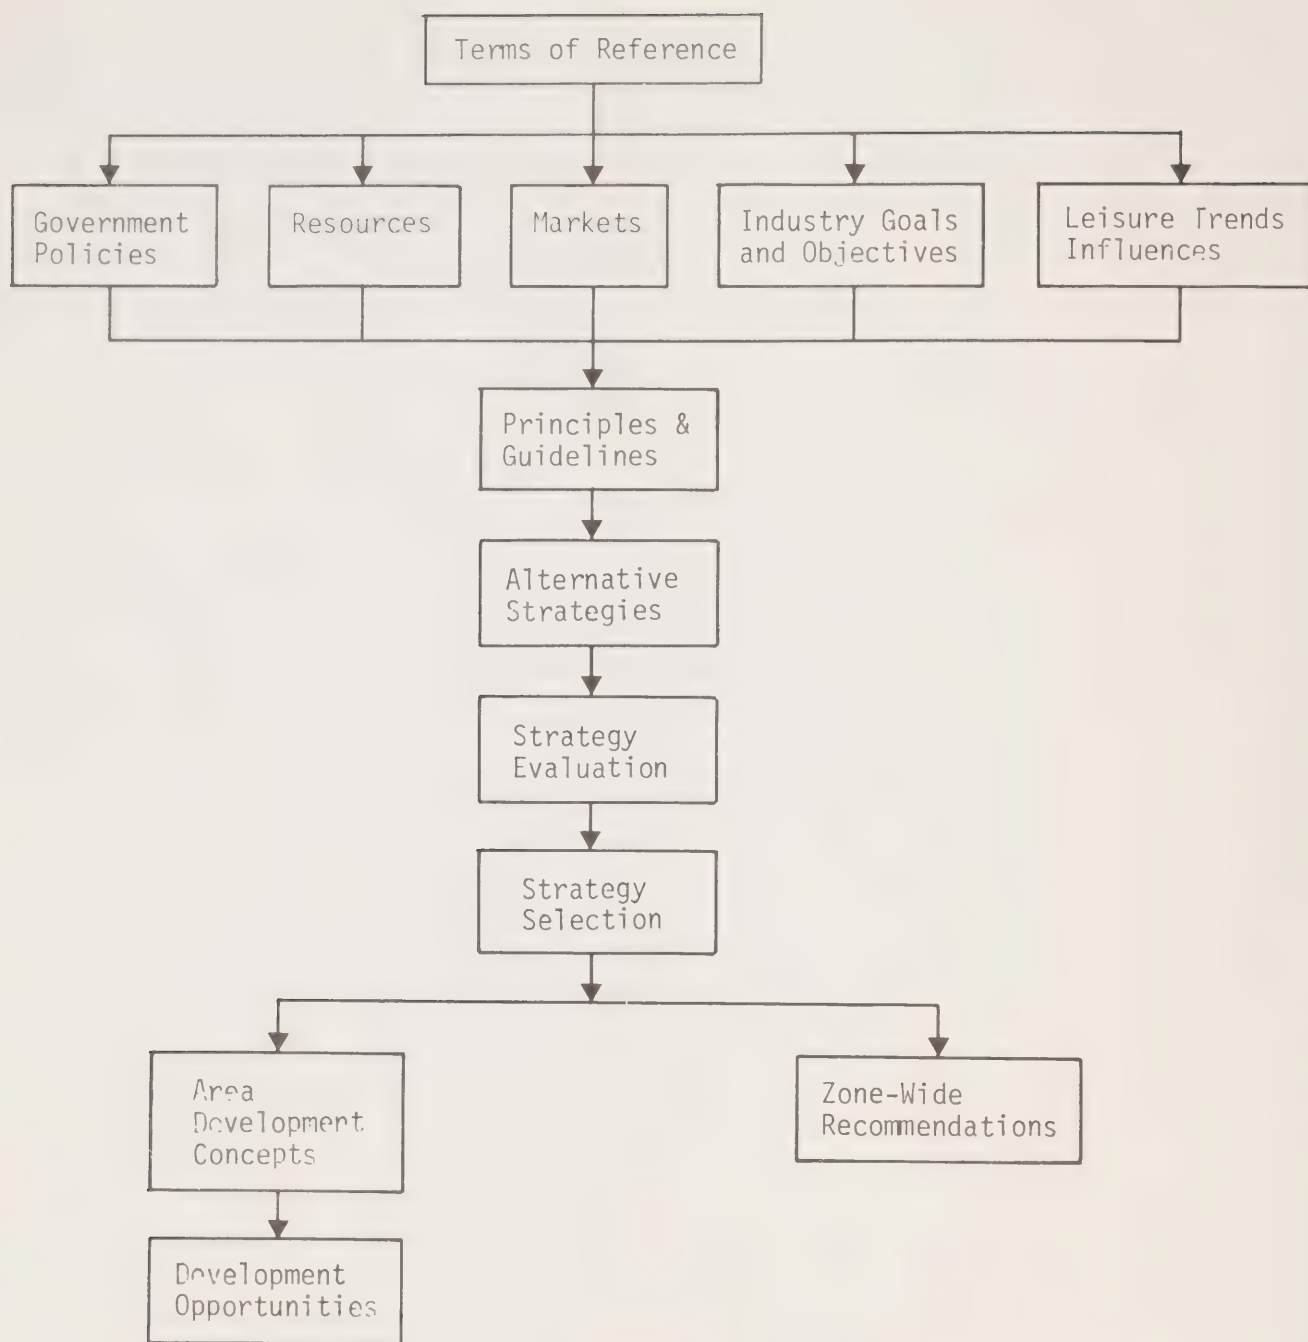 Terms of Reference
Government
Policies
Resources
Markets
Industry Goals
and Objectives
Leisure Trends
Influences
Principles &
Guidelines
Alternative
Strategies
Strategy
Evaluation
Strategy
Selection
Area
Development
Concepts
Zone-Wide
Recommendations
Development
Opportunities